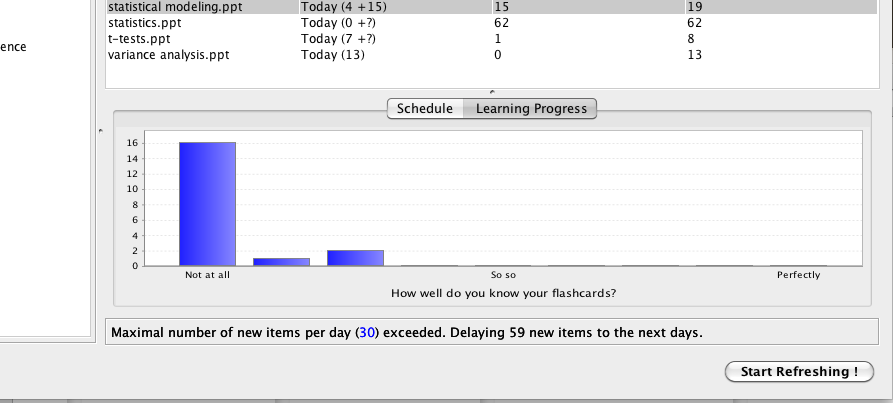 statistical modeling.ppt Today (4 +15) 15 19
statistics.ppt Today (0 +?) 62 62
t-tests.ppt Today (7 +?) 1 8
variance analysis.ppt Today (13) 0 13
ence
Schedule Learning Progress
16
14
12
10
8
6
4
2
0
Not at all So so Perfectly
How well do you know your flashcards?
Maximal number of new items per day (30) exceeded. Delaying 59 new items to the next days.
Start Refreshing !